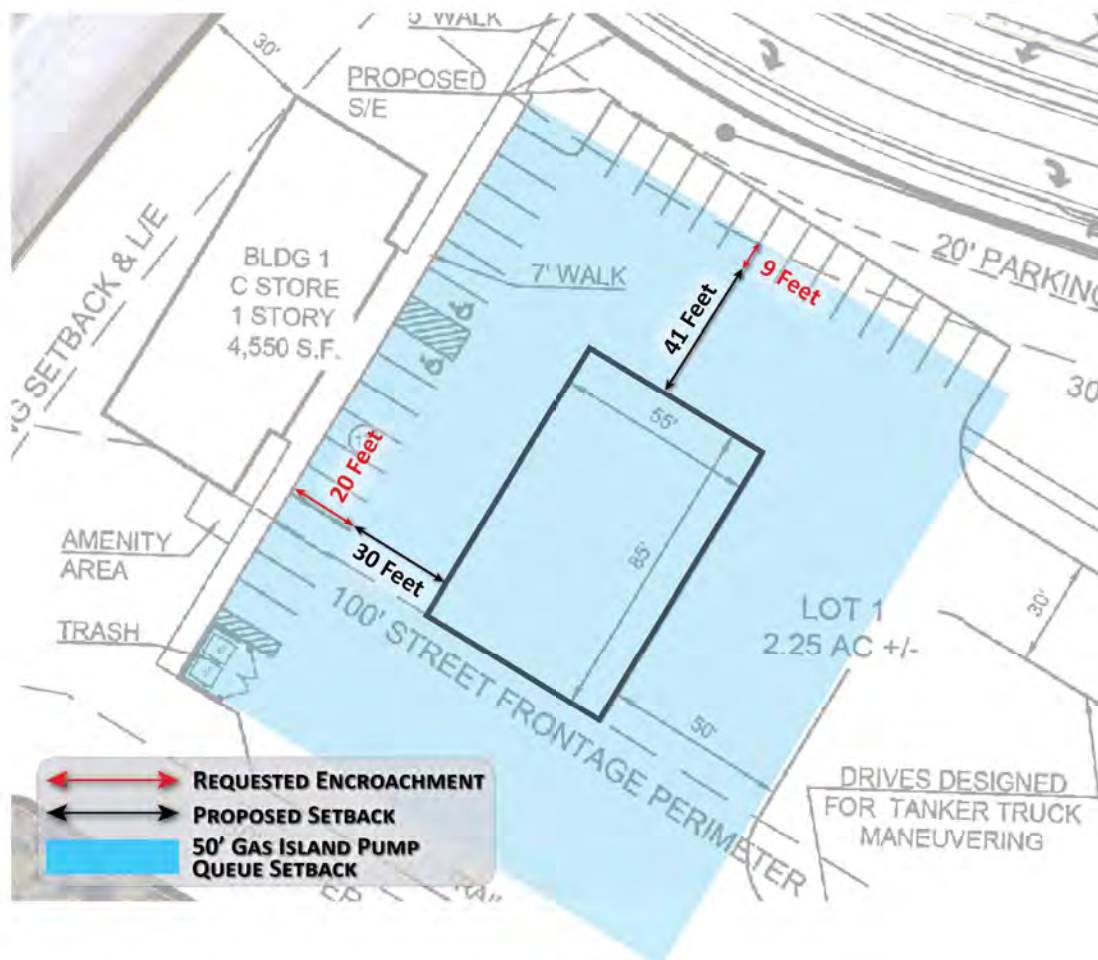 5' WALK
30'
PROPOSED
S/E
20' PARKING
30
BLDG 1
C STORE
1 STORY
4,550 S.F.
7' WALK
9 Feet
41 Feet
NG SETBACK & L/E
55'
85'
20 Feet
30 Feet
AMENITY
AREA
TRASH
100' STREET FRONTAGE PERIMETER
LOT 1
2.25 AC +/-
30'
50'
DRIVES DESIGNED
FOR TANKER TRUCK
MANEUVERING
REQUESTED ENCROACHMENT
PROPOSED SETBACK
50' GAS ISLAND PUMP
QUEUE SETBACK